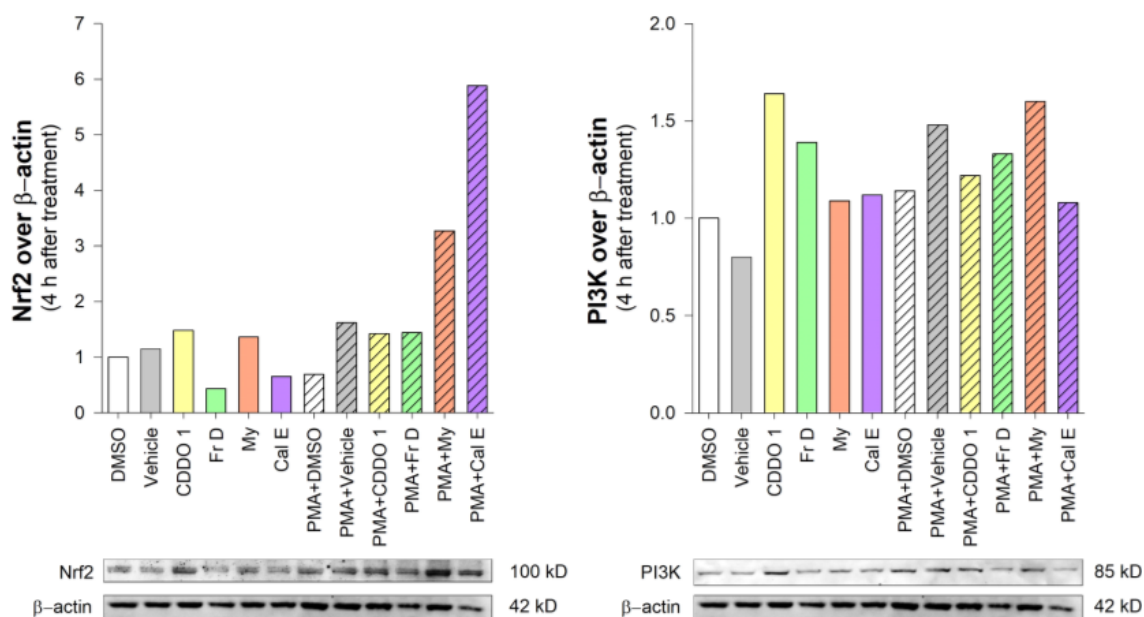 Nrf2 over β−actin
(4 h after treatment)
7
6
5
4
3
2
1
0
DMSO
Vehicle
CDDO 1
Fr D
My
Cal E
PMA+DMSO
PMA+Vehicle
PMA+CDDO 1
PMA+Fr D
PMA+My
PMA+Cal E
Nrf2 100 kD
β−actin 42 kD
PI3K over β−actin
(4 h after treatment)
2.0
1.5
1.0
0.5
0.0
DMSO
Vehicle
CDDO 1
Fr D
My
Cal E
PMA+DMSO
PMA+Vehicle
PMA+CDDO 1
PMA+Fr D
PMA+My
PMA+Cal E
PI3K 85 kD
β−actin 42 kD